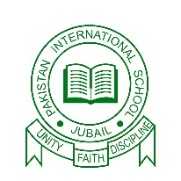 PAKISTAN INTERNATIONAL SCHOOL
· JUBAIL ·
UNITY FAITH DISCIPLINE